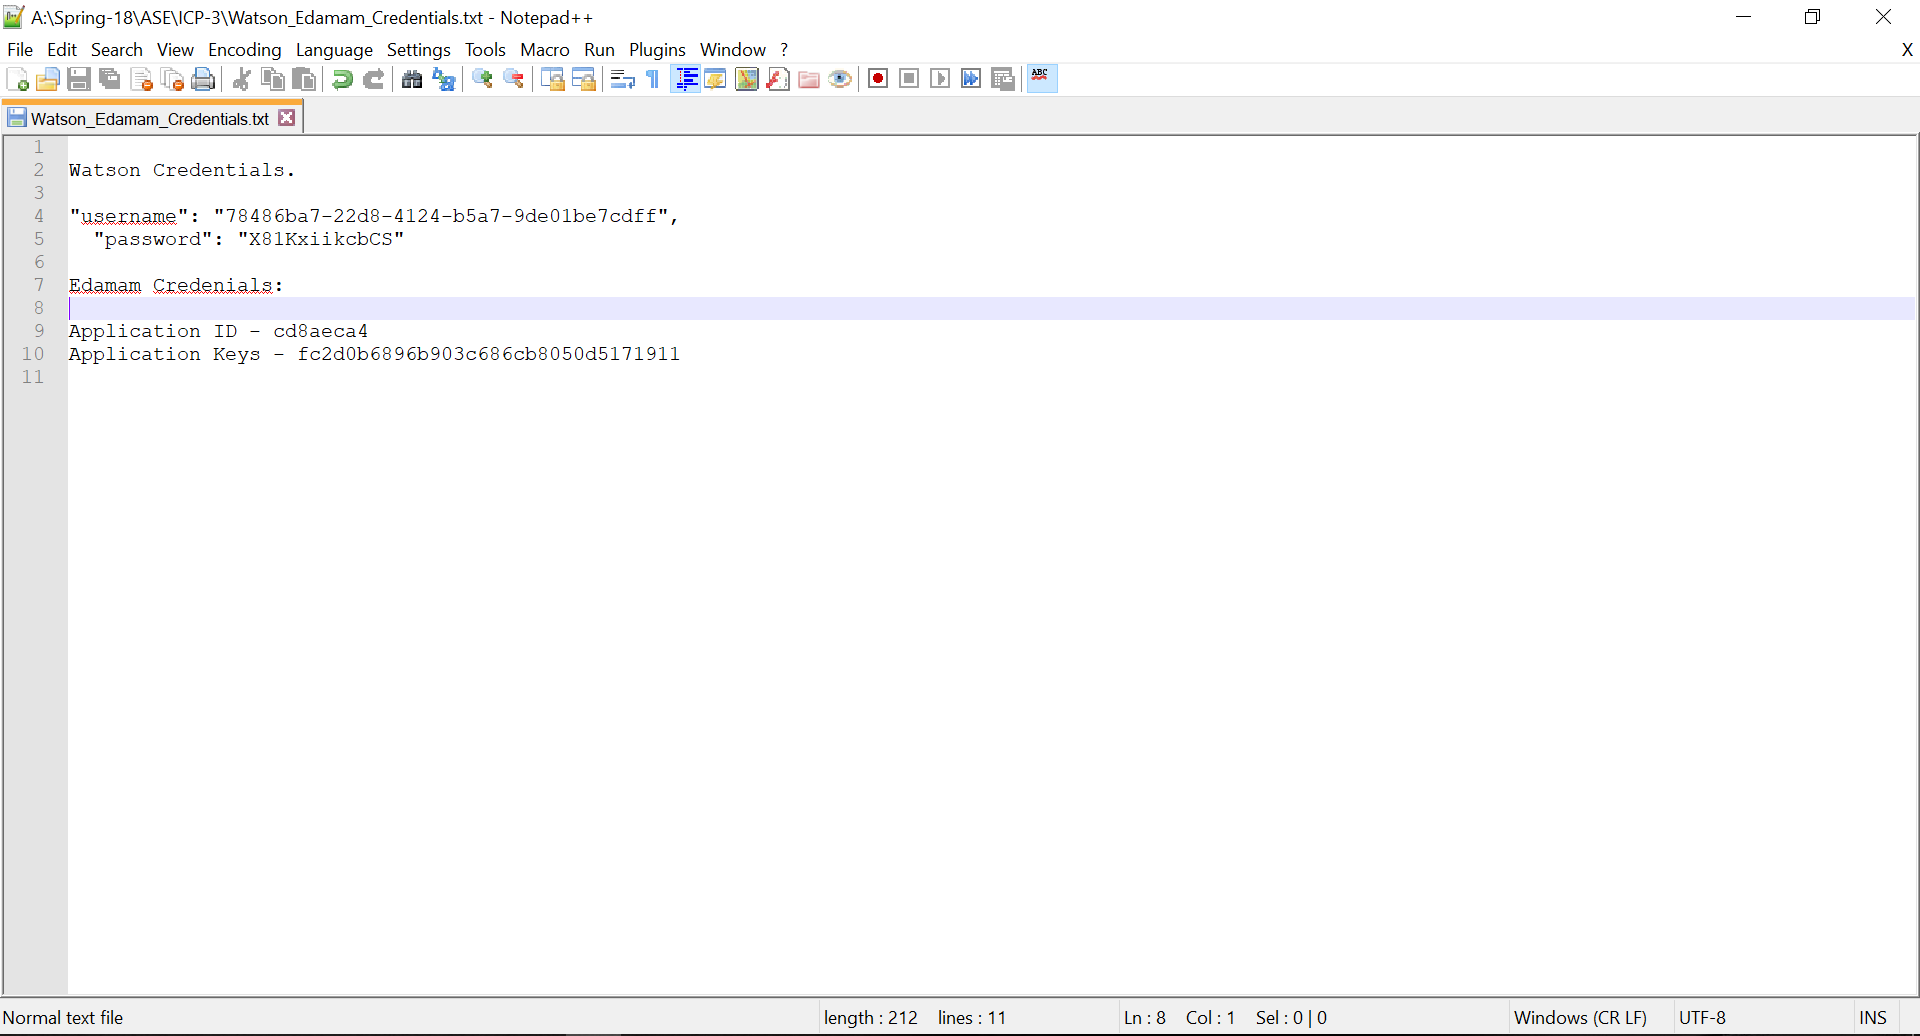 A:\Spring-18\ASE\ICP-3\Watson_Edamam_Credentials.txt - Notepad++
File Edit Search View Encoding Language Settings Tools Macro Run Plugins Window ? X
ABC
Watson_Edamam_Credentials.txt
1
2 Watson Credentials.
3
4 "username": "78486ba7-22d8-4124-b5a7-9de01be7cdff",
5 "password": "X81KxiikcbCS"
6
7 Edamam Credenials:
8
9 Application ID - cd8aeca4
10 Application Keys - fc2d0b6896b903c686cb8050d5171911
11
Normal text file length : 212 lines : 11 Ln : 8 Col : 1 Sel : 0 | 0 Windows (CR LF) UTF-8 INS